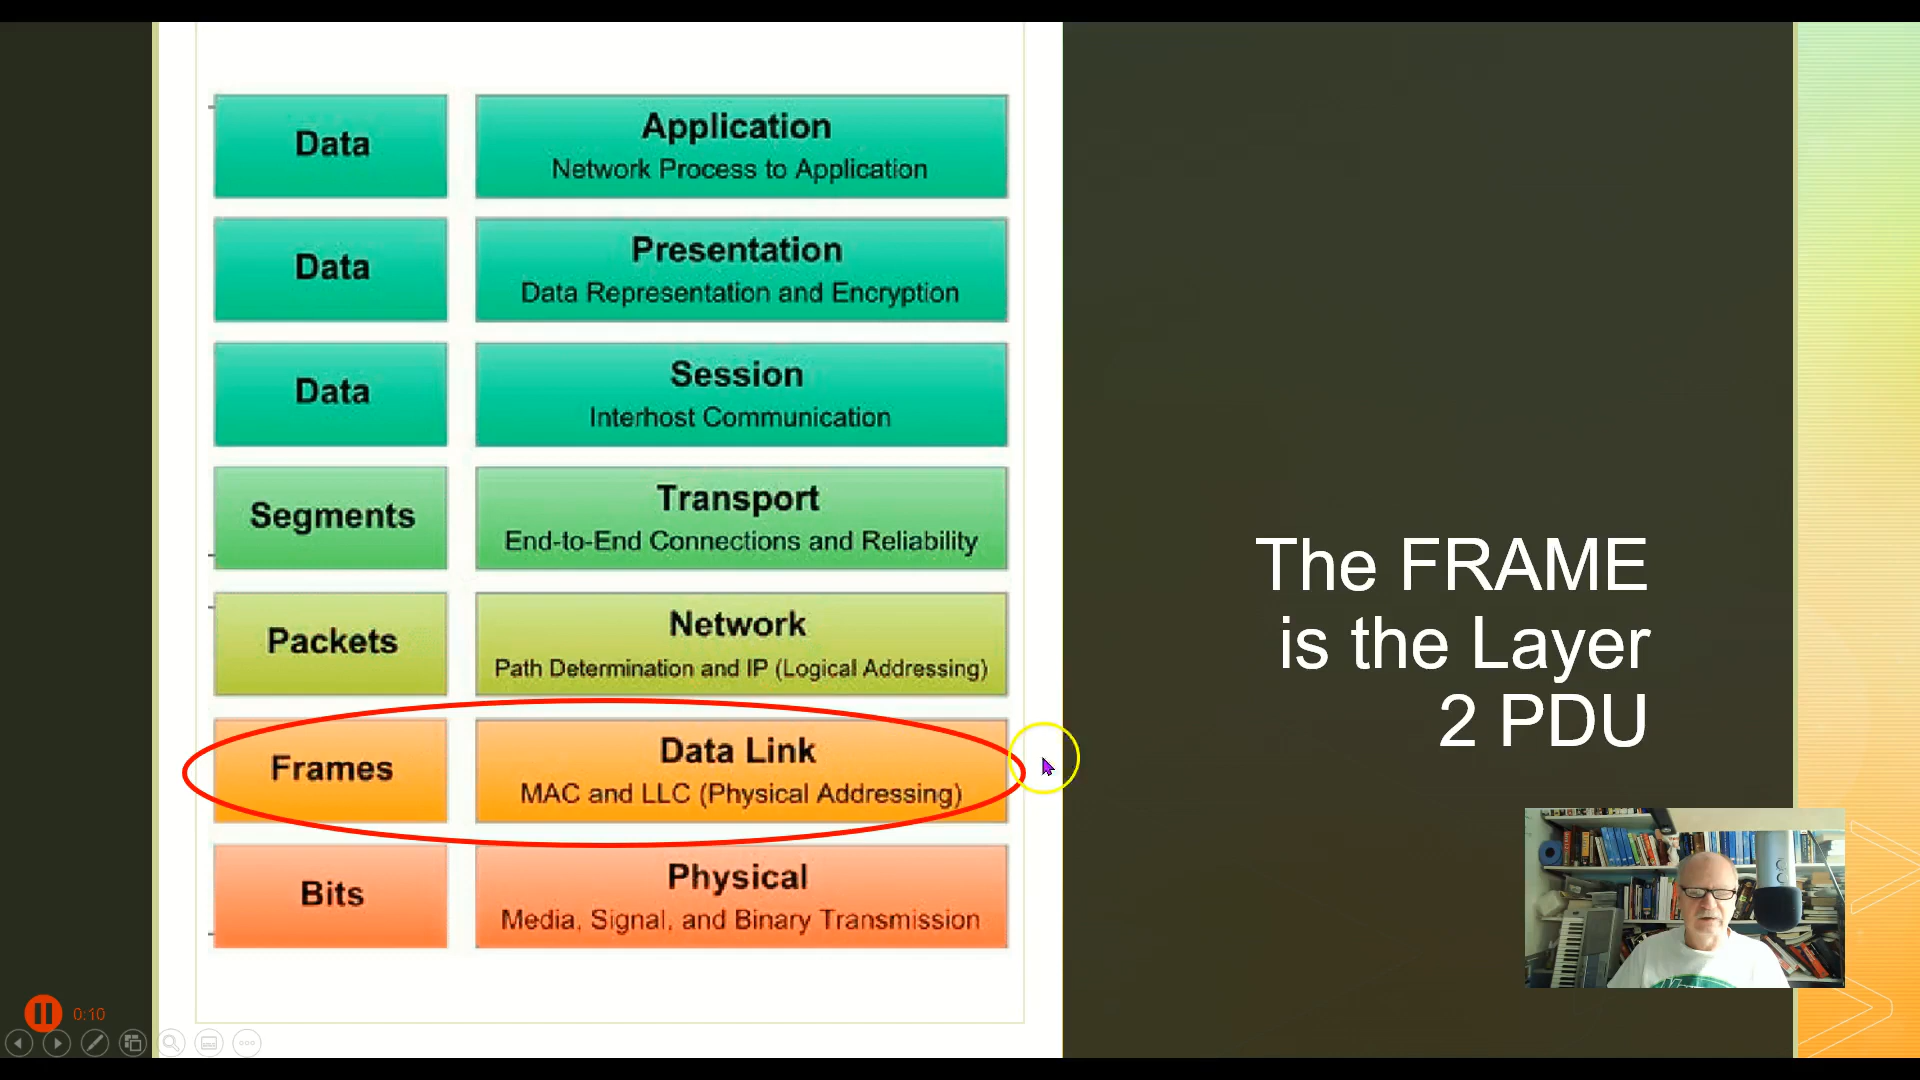 Data
Application
Network Process to Application
Data
Presentation
Data Representation and Encryption
Data
Session
Interhost Communication
Segments
Transport
End-to-End Connections and Reliability
Packets
Network
Path Determination and IP (Logical Addressing)
Frames
Data Link
MAC and LLC (Physical Addressing)
Bits
Physical
Media, Signal, and Binary Transmission
The FRAME
is the Layer
2 PDU
0:10